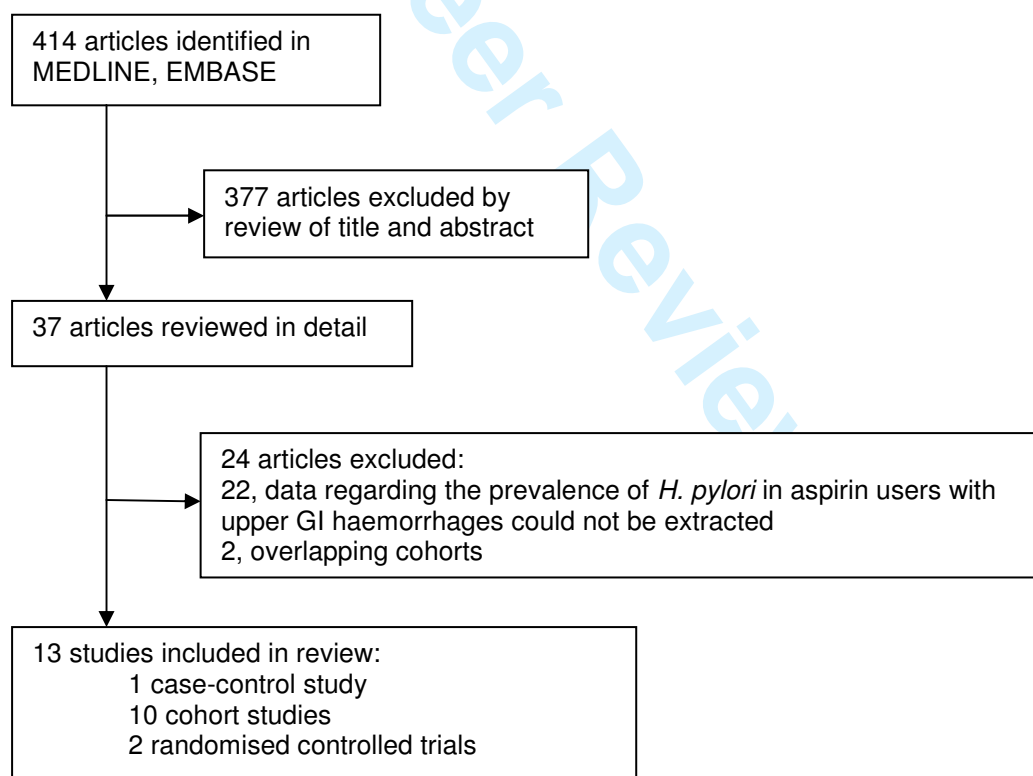 414 articles identified in
MEDLINE, EMBASE
377 articles excluded by
review of title and abstract
37 articles reviewed in detail
24 articles excluded:
22, data regarding the prevalence of H. pylori in aspirin users with
upper GI haemorrhages could not be extracted
2, overlapping cohorts
13 studies included in review:
1 case-control study
10 cohort studies
2 randomised controlled trials
eer Review